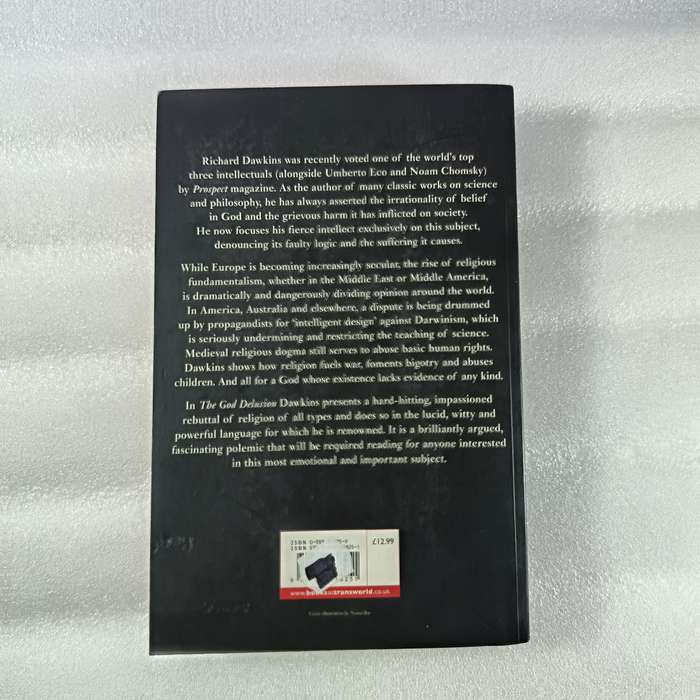 Richard Dawkins was recently voted one of the world's top
three intellectuals (alongside Umberto Eco and Noam Chomsky)
by Prospect magazine. As the author of many classic works on science
and philosophy, he has always asserted the irrationality of belief
in God and the grievous harm it has inflicted on society.
He now focuses his fierce intellect exclusively on this subject,
denouncing its faulty logic and the suffering it causes.
While Europe is becoming increasingly secular, the rise of religious
fundamentalism, whether in the Middle East or Middle America,
is dramatically and dangerously dividing opinion around the world.
In America, Australia and elsewhere, a dispute is being drummed
up by propagandists for 'intelligent design' against Darwinism, which
is seriously undermining and restricting the teaching of science.
Medieval religious dogma still serves to abuse basic human rights.
Dawkins shows how religion fuels war, foments bigotry and abuses
children. And all for a God whose existence lacks evidence of any kind.
In The God Delusion Dawkins presents a hard-hitting, impassioned
rebuttal of religion of all types and does so in the lucid, witty and
powerful language for which he is renowned. It is a brilliantly argued,
fascinating polemic that will be required reading for anyone interested
in this most emotional and important subject.
ISBN
ISBN
£12.99
www.booksattransworld.co.uk